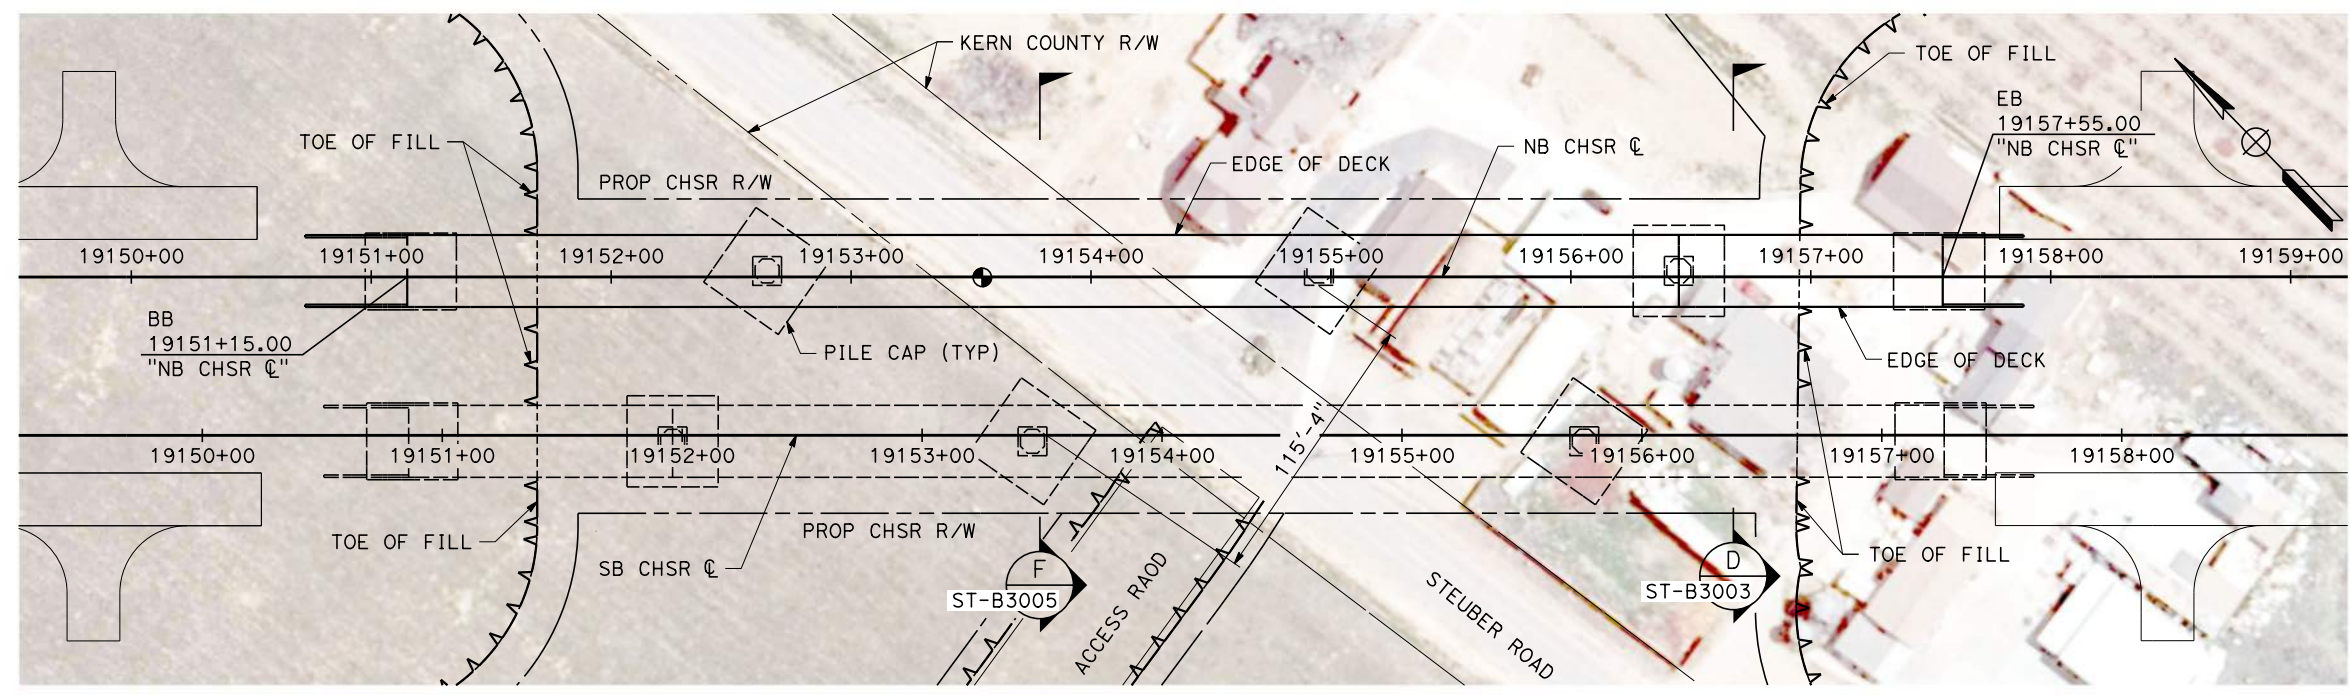 KERN COUNTY R/W
TOE OF FILL
EB
19157+55.00
"NB CHSR ℄"
TOE OF FILL
EDGE OF DECK
NB CHSR ℄
PROP CHSR R/W
19150+00
19151+00
19152+00
19153+00
19154+00
19155+00
19156+00
19157+00
19158+00
19159+00
BB
19151+15.00
"NB CHSR ℄"
PILE CAP (TYP)
EDGE OF DECK
115'-4"
19150+00
19151+00
19152+00
19153+00
19154+00
19155+00
19156+00
19157+00
19158+00
TOE OF FILL
PROP CHSR R/W
SB CHSR ℄
TOE OF FILL
F
ST-B3005
ACCESS RAOD
STEUBER ROAD
D
ST-B3003